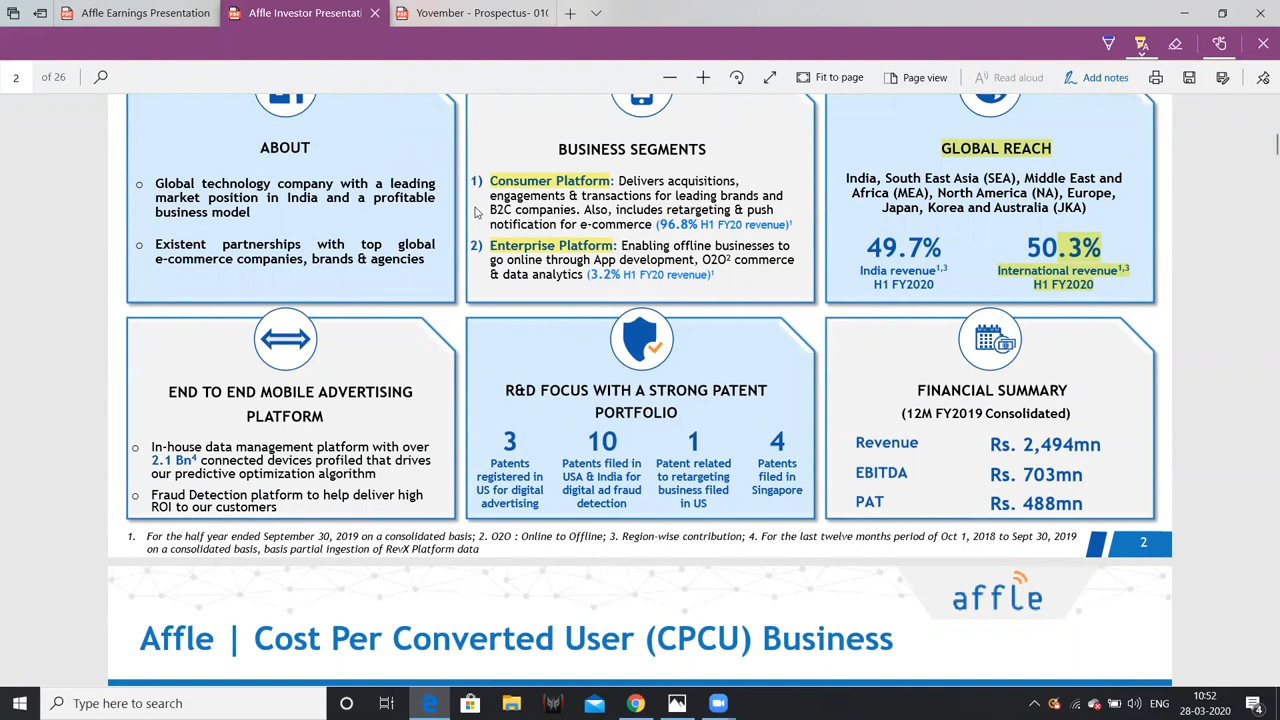 Affle Earnings Presentation
Affle Investor Presentati
Yovember - Prospectus- 010
2 of 26
Fit to page
Page view
Read aloud
Add notes
ABOUT
Global technology company with a leading
market position in India and a profitable
business model
Existent partnerships with top global
e-commerce companies, brands & agencies
BUSINESS SEGMENTS
1) Consumer Platform: Delivers acquisitions,
engagements & transactions for leading brands and
B2C companies. Also, includes retargeting & push
notification for e-commerce (96.8% H1 FY20 revenue)¹
2) Enterprise Platform: Enabling offline businesses to
go online through App development, O2O² commerce
& data analytics (3.2% H1 FY20 revenue)¹
GLOBAL REACH
India, South East Asia (SEA), Middle East and
Africa (MEA), North America (NA), Europe,
Japan, Korea and Australia (JKA)
49.7%
India revenue¹,³
H1 FY2020
50.3%
International revenue¹,³
H1 FY2020
END TO END MOBILE ADVERTISING
PLATFORM
In-house data management platform with over
2.1 Bn⁴ connected devices profiled that drives
our predictive optimization algorithm
Fraud Detection platform to help deliver high
ROI to our customers
R&D FOCUS WITH A STRONG PATENT
PORTFOLIO
3
Patents
registered in
US for digital
advertising
10
Patents filed in
USA & India for
digital ad fraud
detection
1
Patent related
to retargeting
business filed
in US
4
Patents
filed in
Singapore
FINANCIAL SUMMARY
(12M FY2019 Consolidated)
Revenue Rs. 2,494mn
EBITDA Rs. 703mn
PAT Rs. 488mn
1. For the half year ended September 30, 2019 on a consolidated basis; 2. O2O : Online to Offline; 3. Region-wise contribution; 4. For the last twelve months period of Oct 1, 2018 to Sept 30, 2019
on a consolidated basis, basis partial ingestion of RevX Platform data
2
affle
Affle | Cost Per Converted User (CPCU) Business
Type here to search
ENG
10:52
28-03-2020
4